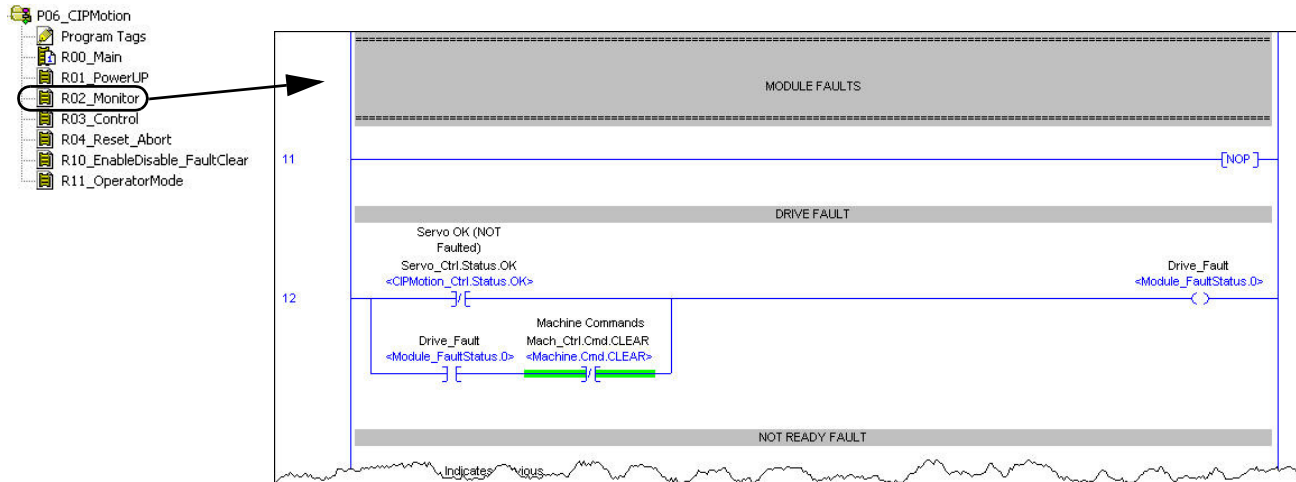 P06_CIPMotion
Program Tags
R00_Main
R01_PowerUP
R02_Monitor
R03_Control
R04_Reset_Abort
R10_EnableDisable_FaultClear
R11_OperatorMode
MODULE FAULTS
11
NOP
DRIVE FAULT
Servo OK (NOT
Faulted)
Servo_Ctrl.Status.OK
<CIPMotion_Ctrl.Status.OK>
Drive_Fault
<Module_FaultStatus.0>
12
Machine Commands
Drive_Fault
Mach_Ctrl.Cmd.CLEAR
<Module_FaultStatus.0>
<Machine.Cmd.CLEAR>
NOT READY FAULT
Indicates